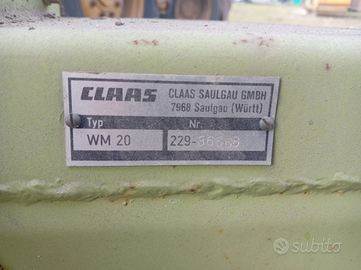 CLAAS
CLAAS SAULGAU GMBH
7968 Saulgau (Württ)
Typ
Nr.
WM 20
subito